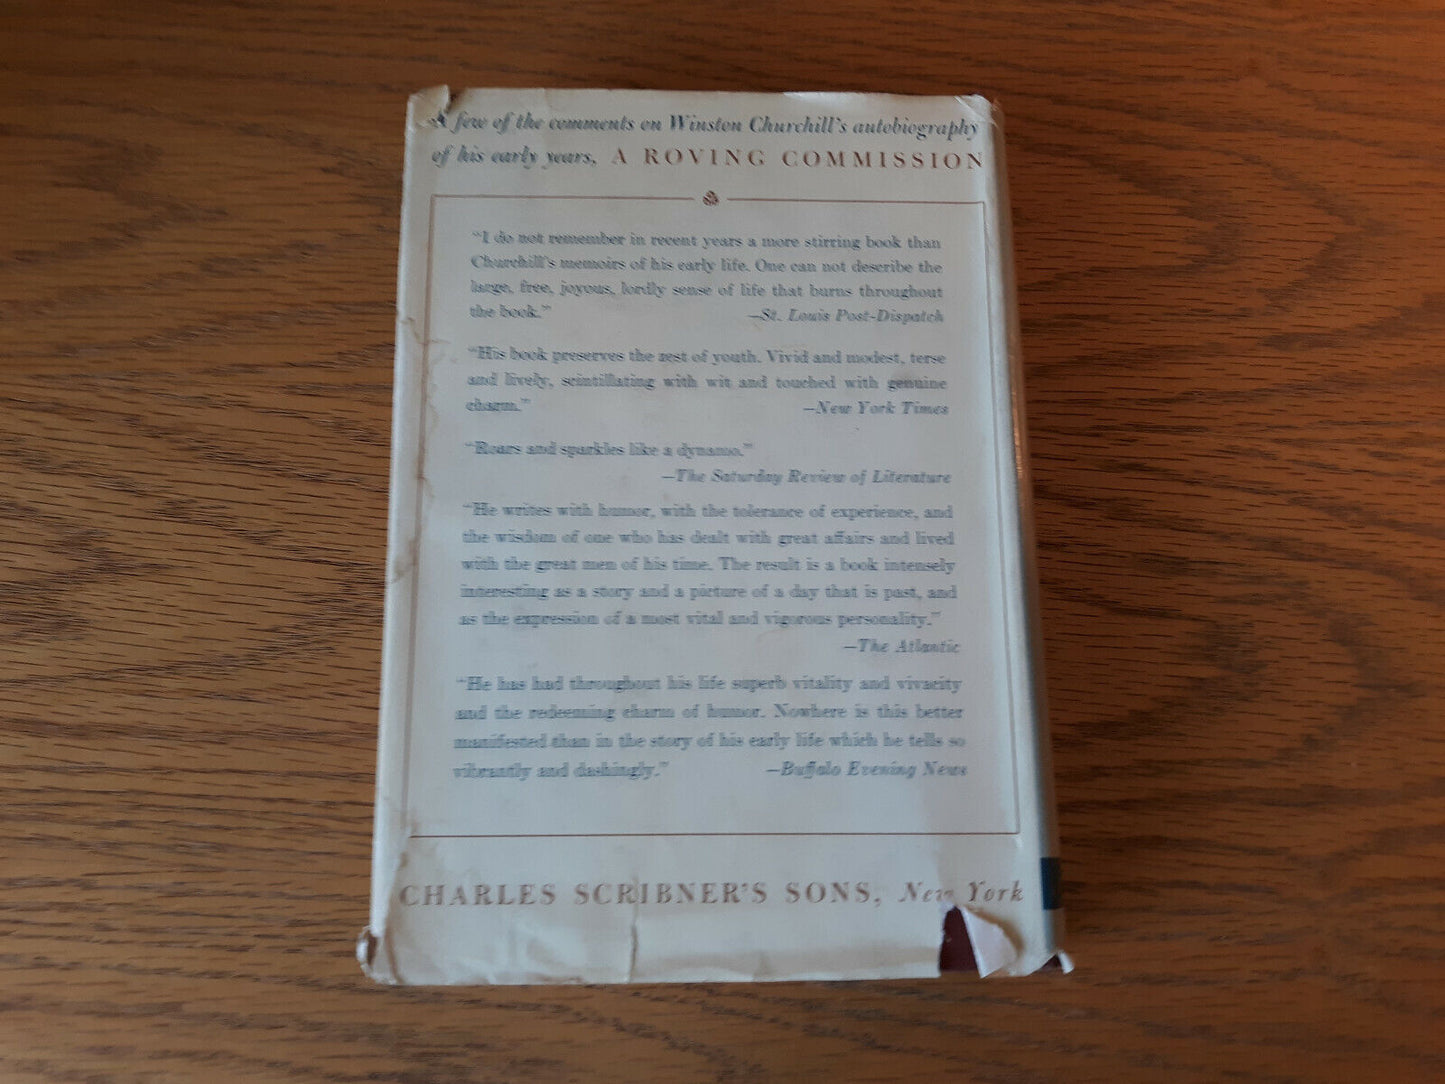 A few of the comments on Winston Churchill's autobiography
of his early years, A ROVING COMMISSION
"I do not remember in recent years a more stirring book than
Churchill's memoirs of his early life. One can not describe the
large, free, joyous, lordly sense of life that burns throughout
the book." —St. Louis Post-Dispatch
"His book preserves the zest of youth. Vivid and modest, terse
and lively, scintillating with wit and touched with genuine
charm." —New York Times
"Roars and sparkles like a dynamo."
—The Saturday Review of Literature
"He writes with humor, with the tolerance of experience, and
the wisdom of one who has dealt with great affairs and lived
with the great men of his time. The result is a book intensely
interesting as a story and a picture of a day that is past, and
as the expression of a most vital and vigorous personality."
—The Atlantic
"He has had throughout his life superb vitality and vivacity
and the redeeming charm of humor. Nowhere is this better
manifested than in the story of his early life which he tells so
vibrantly and dashingly." —Buffalo Evening News
CHARLES SCRIBNER'S SONS, New York